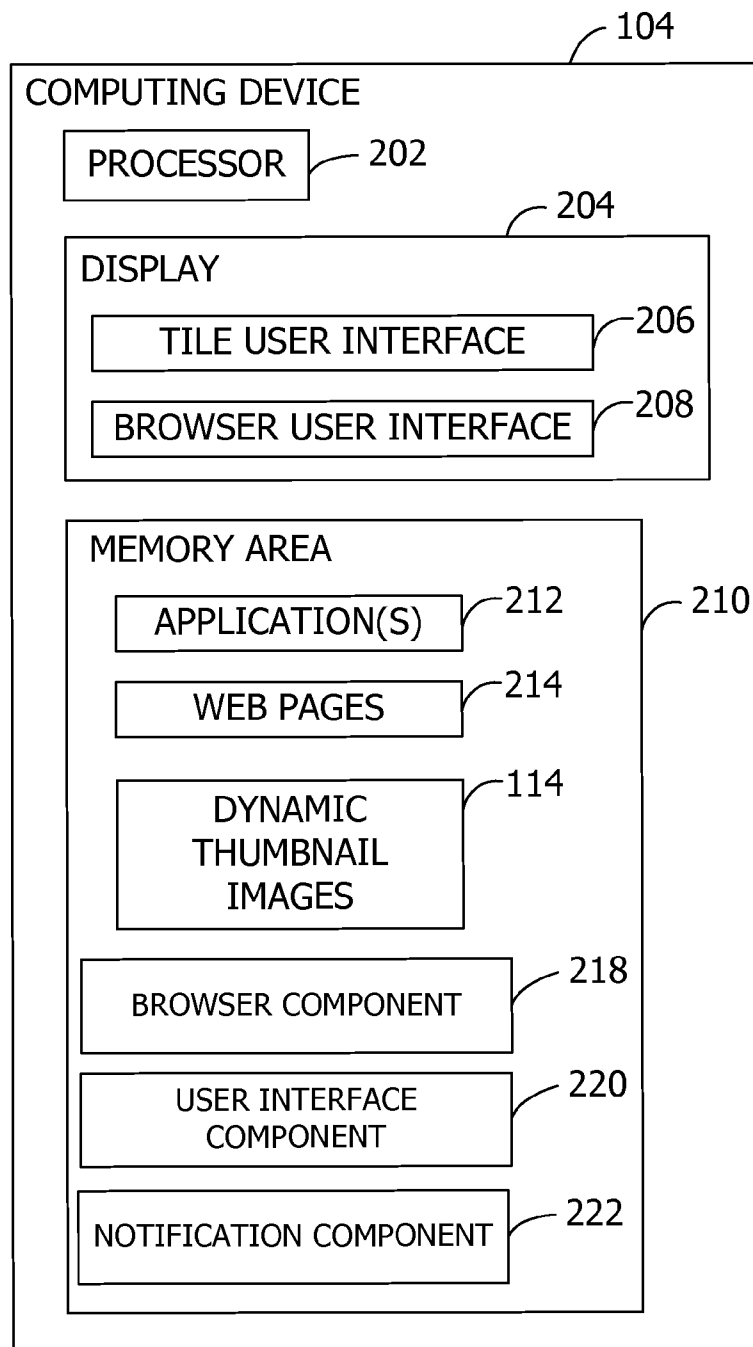 104
COMPUTING DEVICE
PROCESSOR
202
204
DISPLAY
TILE USER INTERFACE
206
BROWSER USER INTERFACE
208
MEMORY AREA
210
APPLICATION(S)
212
WEB PAGES
214
DYNAMIC
THUMBNAIL
IMAGES
114
BROWSER COMPONENT
218
USER INTERFACE
COMPONENT
220
NOTIFICATION COMPONENT
222